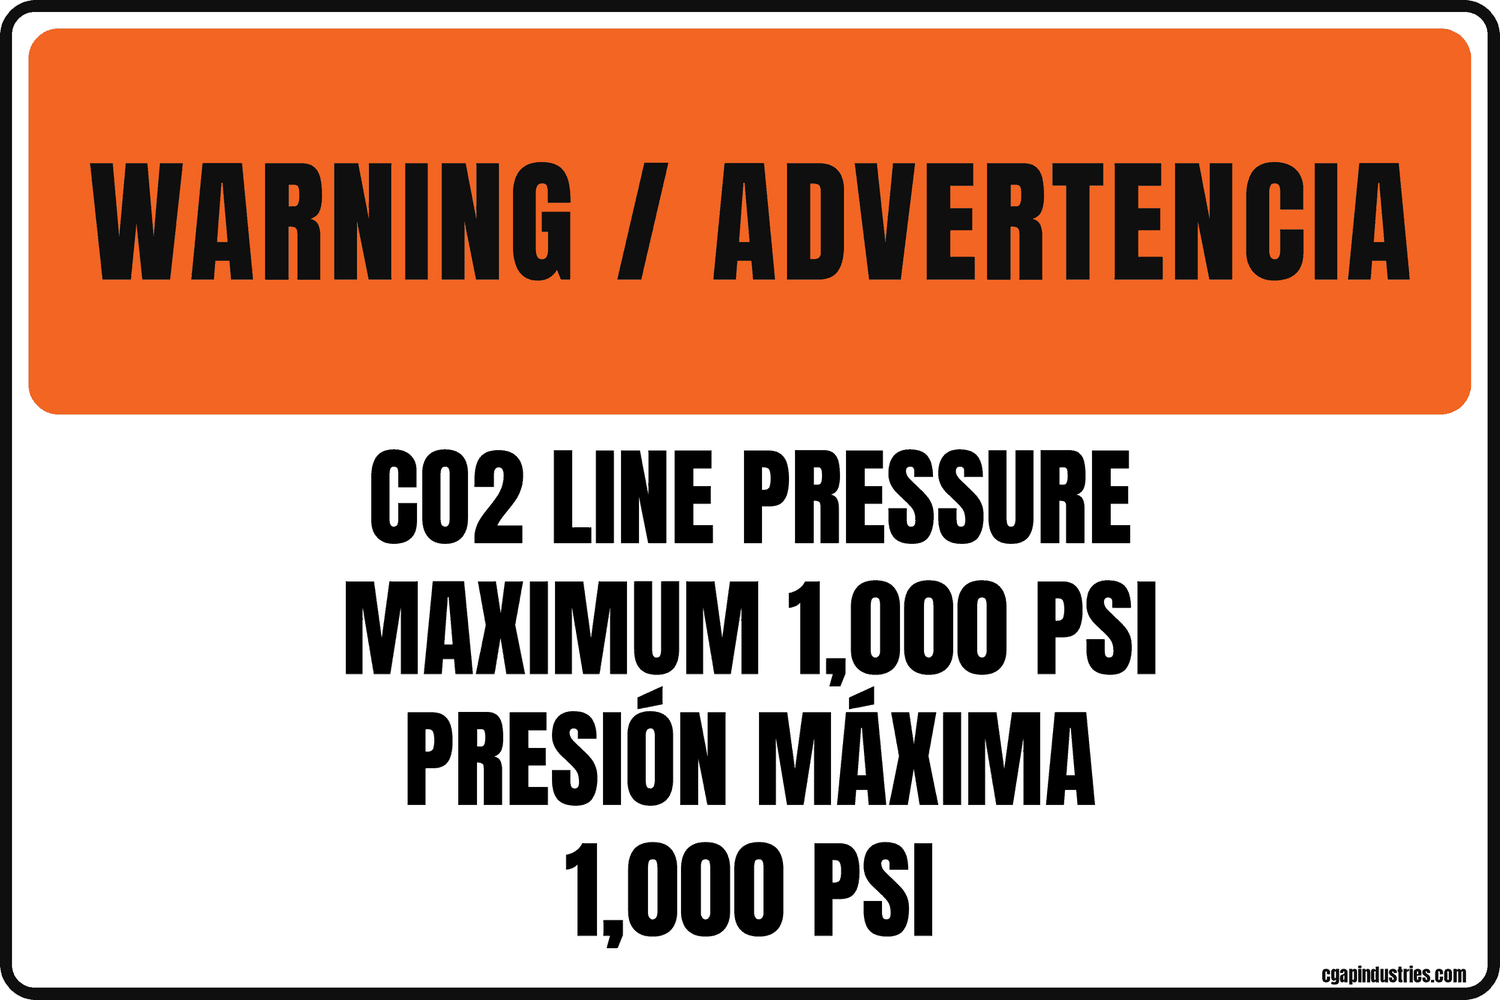 WARNING / ADVERTENCIA
CO2 LINE PRESSURE
MAXIMUM 1,000 PSI
PRESIÓN MÁXIMA
1,000 PSI
cgapindustries.com